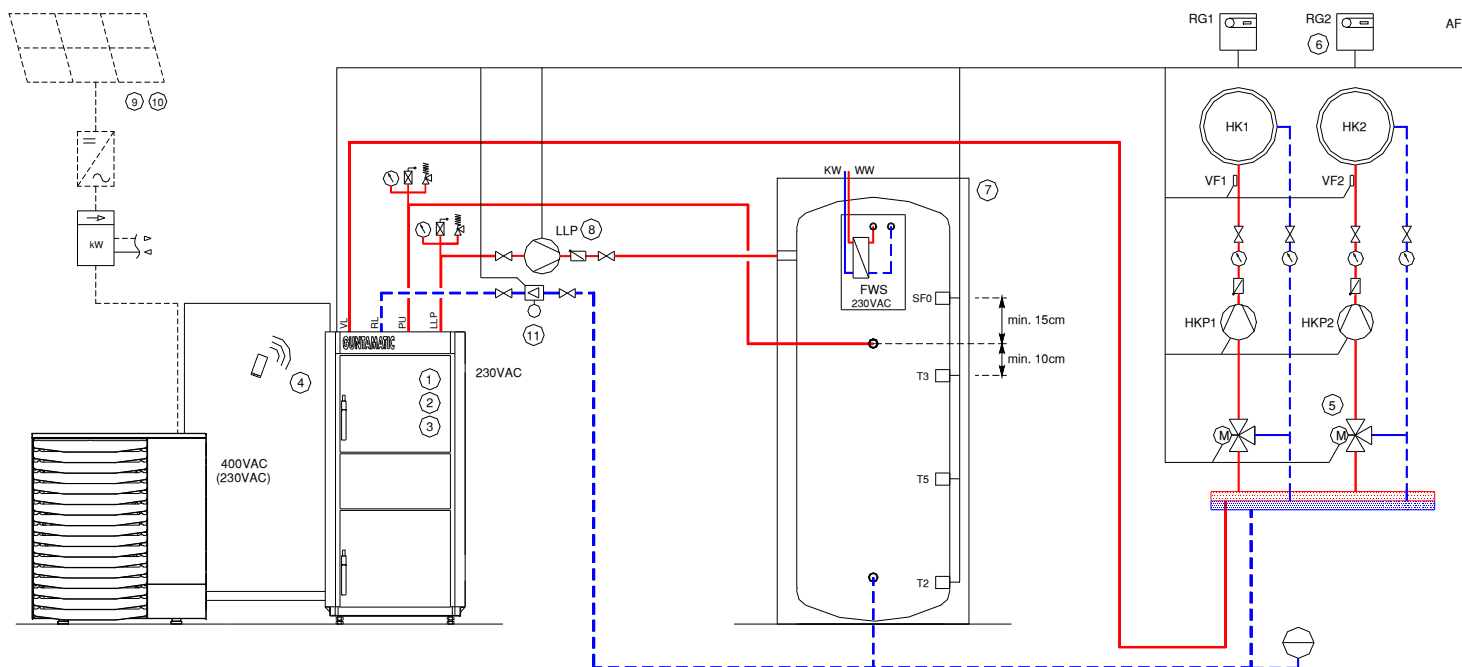 RG1
RG2
AF
6
9
10
HK1
HK2
KW WW
7
VF1
VF2
LLP 8
kW
FWS
230VAC
SF0
min. 15cm
HKP1
HKP2
VL
RL
PU
LLP
11
GUNTAMATIC
min. 10cm
4
1
230VAC
T3
2
5
3
M
M
400VAC
(230VAC)
T5
T2